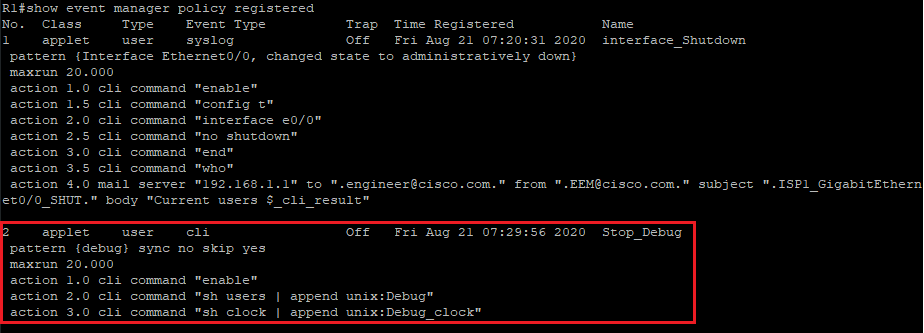 R1#show event manager policy registered
No.  Class     Type    Event Type          Trap  Time Registered           Name
1    applet    user    syslog              Off   Fri Aug 21 07:20:31 2020  interface_Shutdown
 pattern {Interface Ethernet0/0, changed state to administratively down}
 maxrun 20.000
 action 1.0 cli command "enable"
 action 1.5 cli command "config t"
 action 2.0 cli command "interface e0/0"
 action 2.5 cli command "no shutdown"
 action 3.0 cli command "end"
 action 3.5 cli command "who"
 action 4.0 mail server "192.168.1.1" to ".engineer@cisco.com." from ".EEM@cisco.com." subject ".ISP1_GigabitEthern
et0/0_SHUT." body "Current users $_cli_result"
2    applet    user    cli                 Off   Fri Aug 21 07:29:56 2020  Stop_Debug
 pattern {debug} sync no skip yes
 maxrun 20.000
 action 1.0 cli command "enable"
 action 2.0 cli command "sh users | append unix:Debug"
 action 3.0 cli command "sh clock | append unix:Debug_clock"